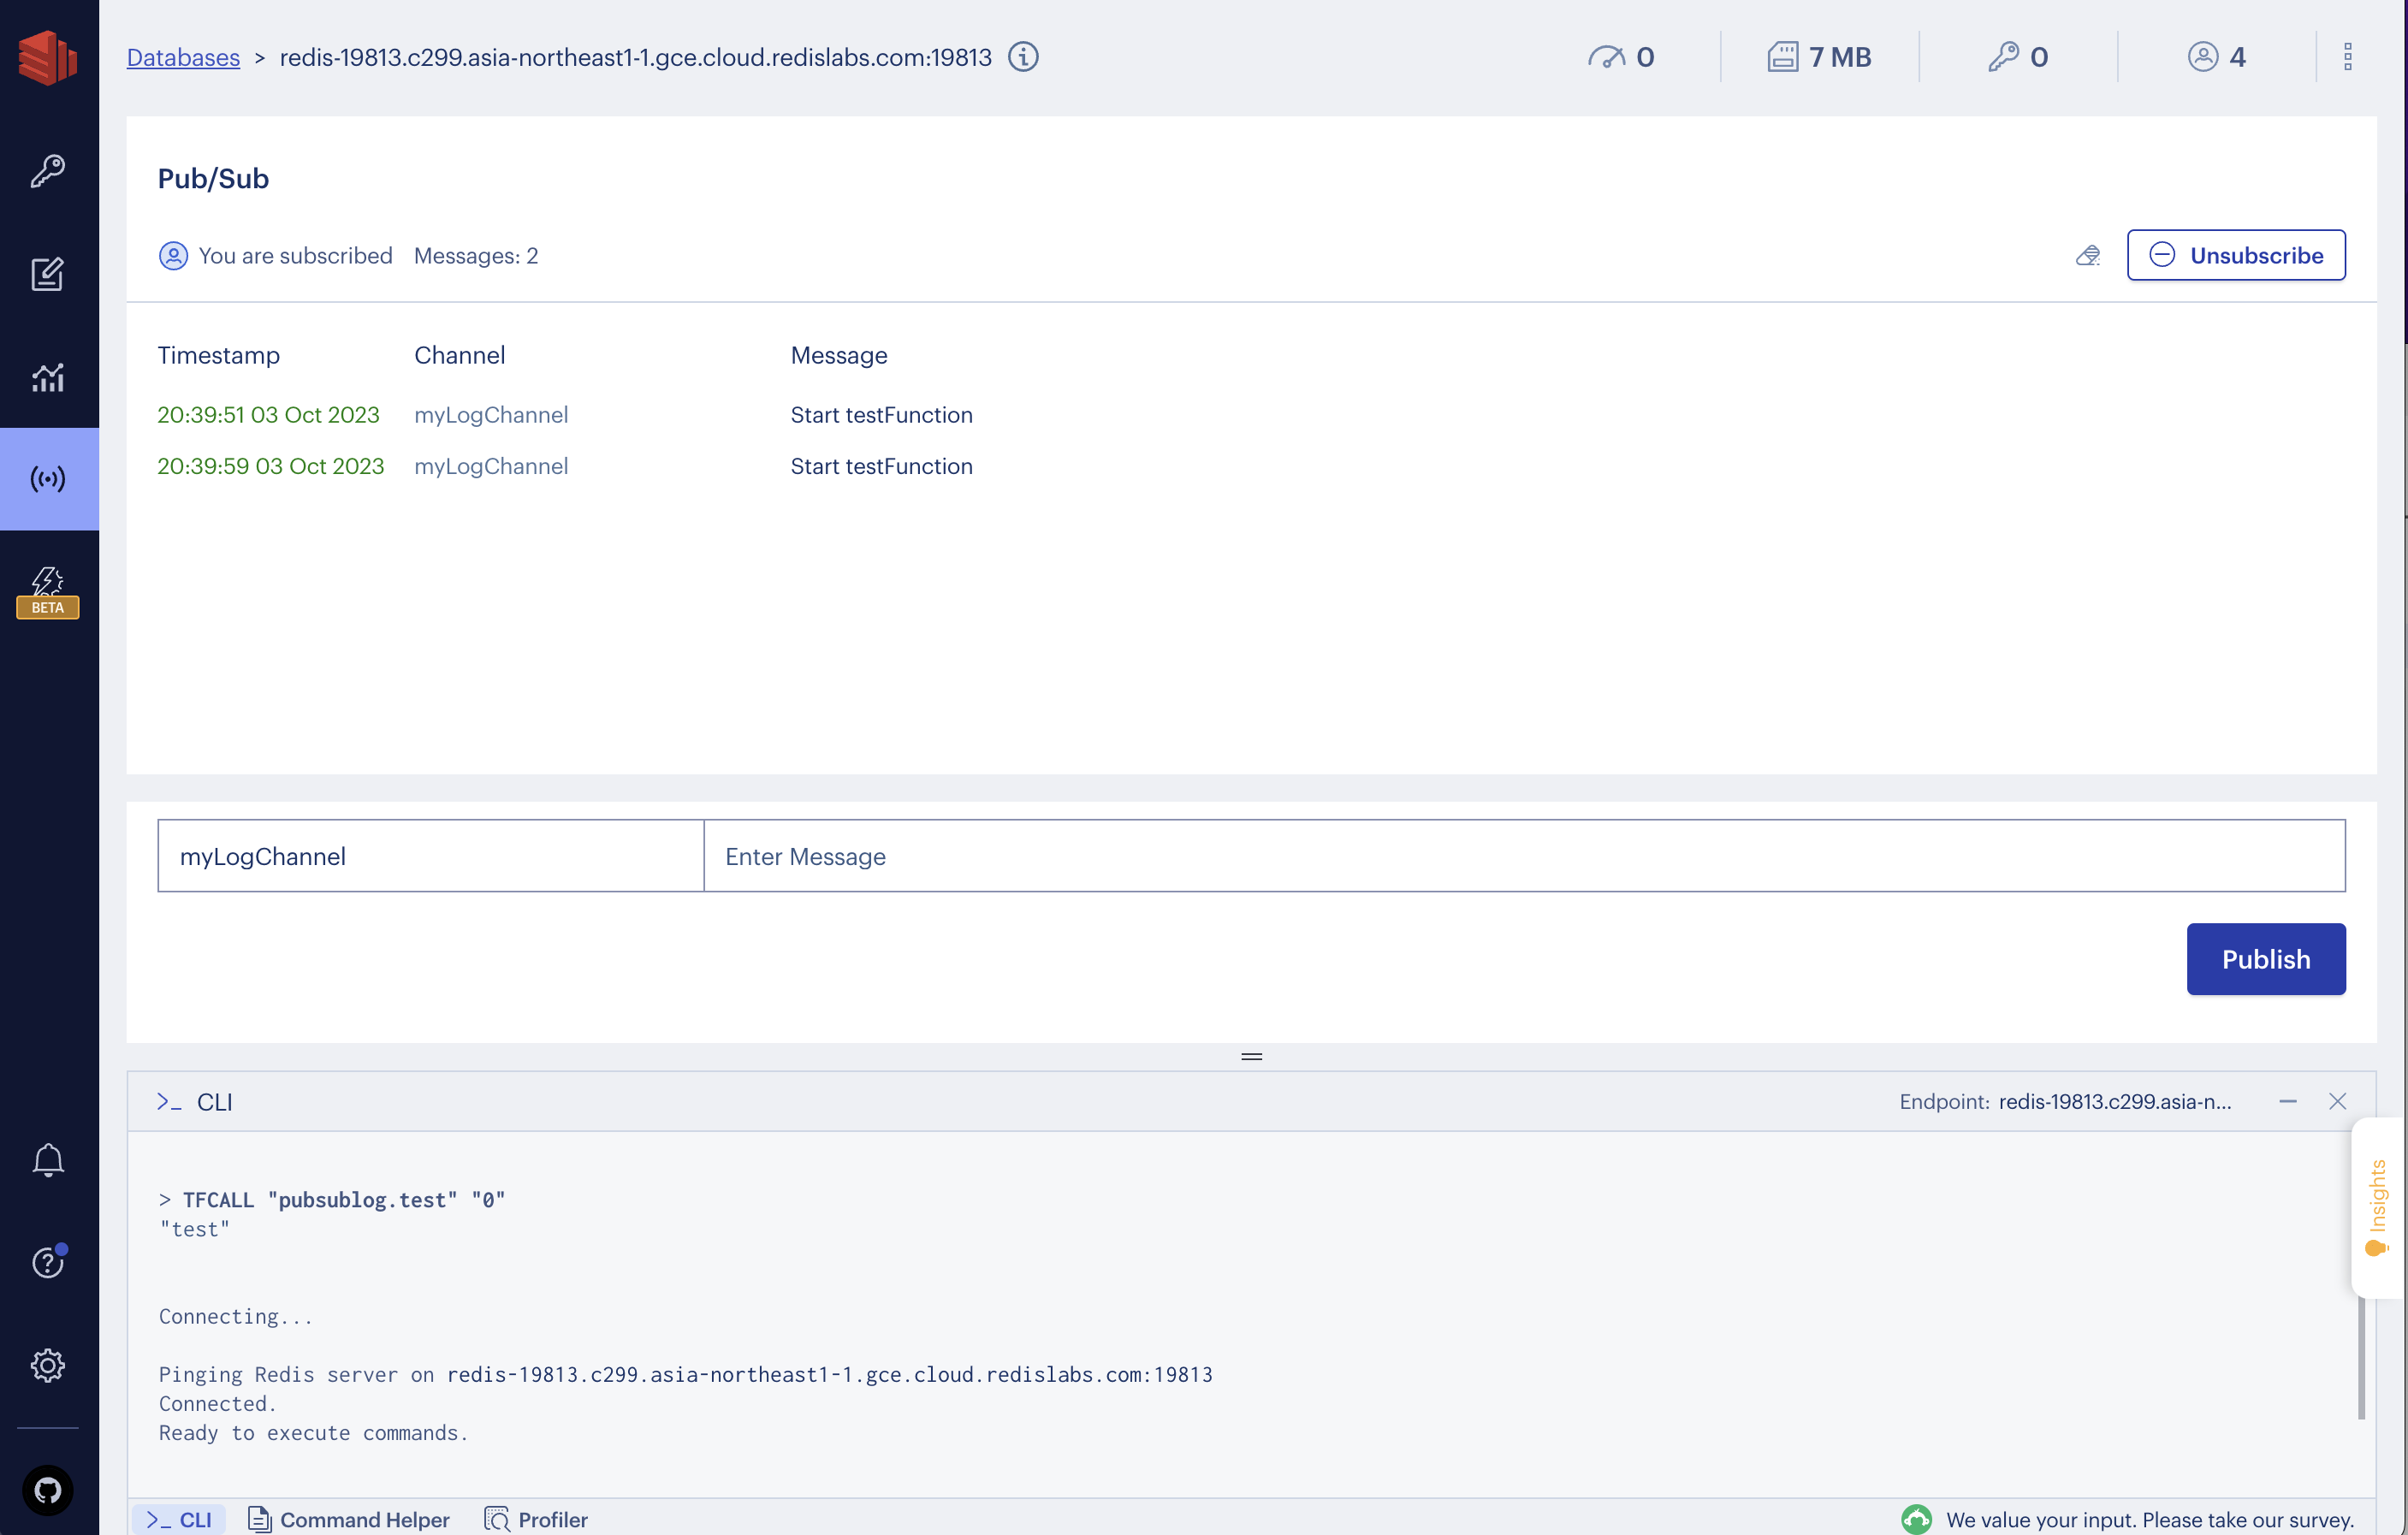 Databases > redis-19813.c299.asia-northeast1-1.gce.cloud.redislabs.com:19813
0
7 MB
0
4
Pub/Sub
You are subscribed Messages: 2
Unsubscribe
Timestamp Channel Message
20:39:51 03 Oct 2023 myLogChannel Start testFunction
20:39:59 03 Oct 2023 myLogChannel Start testFunction
BETA
myLogChannel Enter Message
Publish
>_ CLI
Endpoint: redis-19813.c299.asia-n...
Insights
> TFCALL "pubsublog.test" "0"
"test"
Connecting...
Pinging Redis server on redis-19813.c299.asia-northeast1-1.gce.cloud.redislabs.com:19813
Connected.
Ready to execute commands.
>_ CLI Command Helper Profiler
We value your input. Please take our survey.